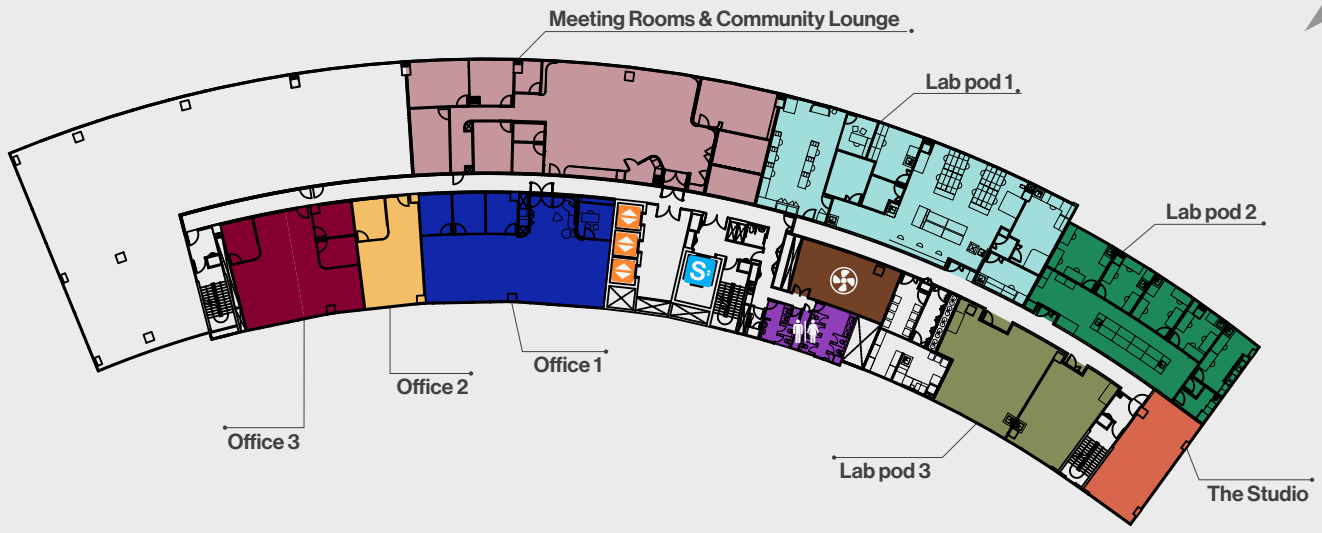 Meeting Rooms & Community Lounge
Lab pod 1
Lab pod 2
S
Office 1
Office 2
Office 3
Lab pod 3
The Studio